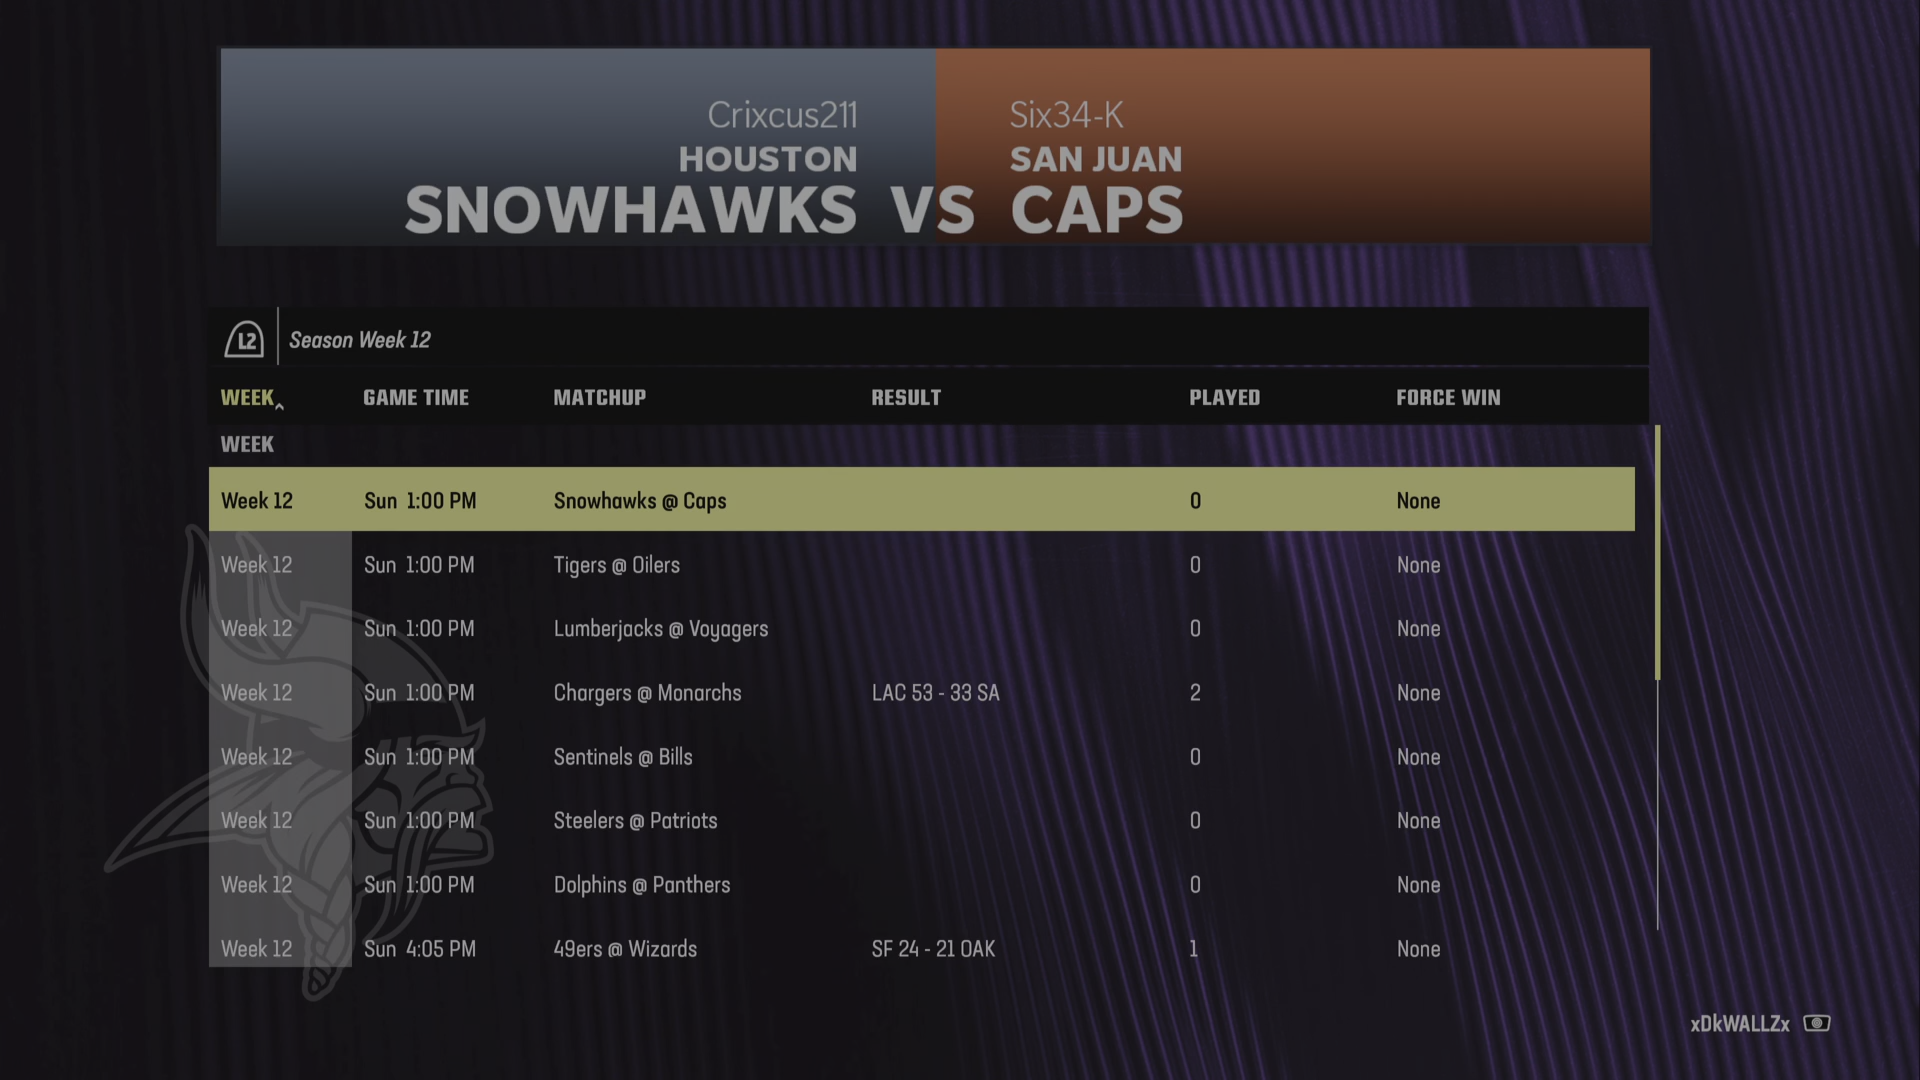 Crixcus211 Six34-K
HOUSTON SAN JUAN
SNOWHAWKS VS CAPS
L2 Season Week 12
WEEK GAME TIME MATCHUP RESULT PLAYED FORCE WIN
WEEK
Week 12 Sun 1:00 PM Snowhawks @ Caps 0 None
Week 12 Sun 1:00 PM Tigers @ Oilers 0 None
Week 12 Sun 1:00 PM Lumberjacks @ Voyagers 0 None
Week 12 Sun 1:00 PM Chargers @ Monarchs LAC 53 - 33 SA 2 None
Week 12 Sun 1:00 PM Sentinels @ Bills 0 None
Week 12 Sun 1:00 PM Steelers @ Patriots 0 None
Week 12 Sun 1:00 PM Dolphins @ Panthers 0 None
Week 12 Sun 4:05 PM 49ers @ Wizards SF 24 - 21 OAK 1 None
xDkWALLZx